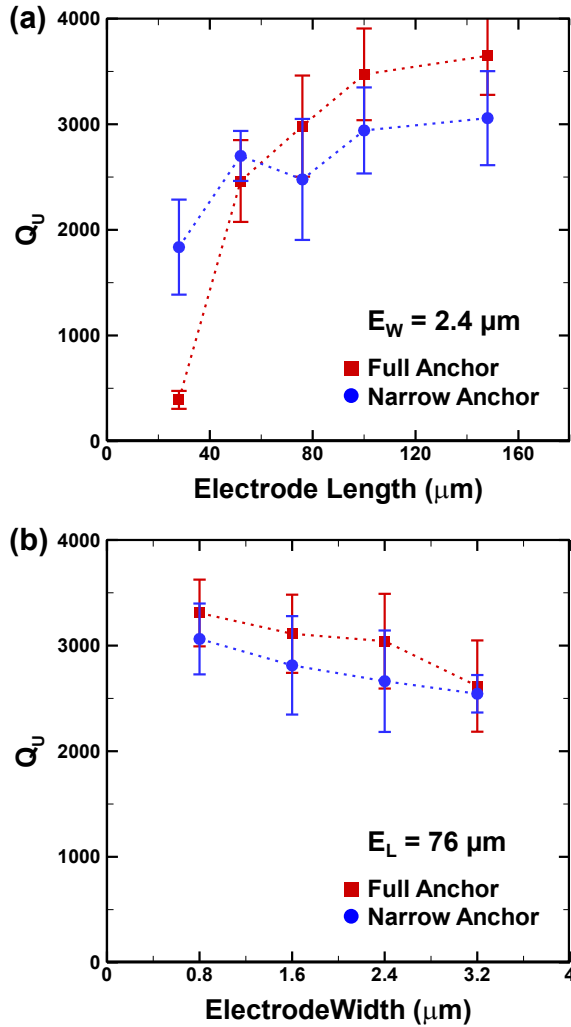 (a)
4000
3000
2000
1000
0
Q_U
E_W = 2.4 μm
Full Anchor
Narrow Anchor
0 40 80 120 160
Electrode Length (μm)
(b)
4000
3000
2000
1000
0
Q_U
E_L = 76 μm
Full Anchor
Narrow Anchor
0 0.8 1.6 2.4 3.2 4
ElectrodeWidth (μm)